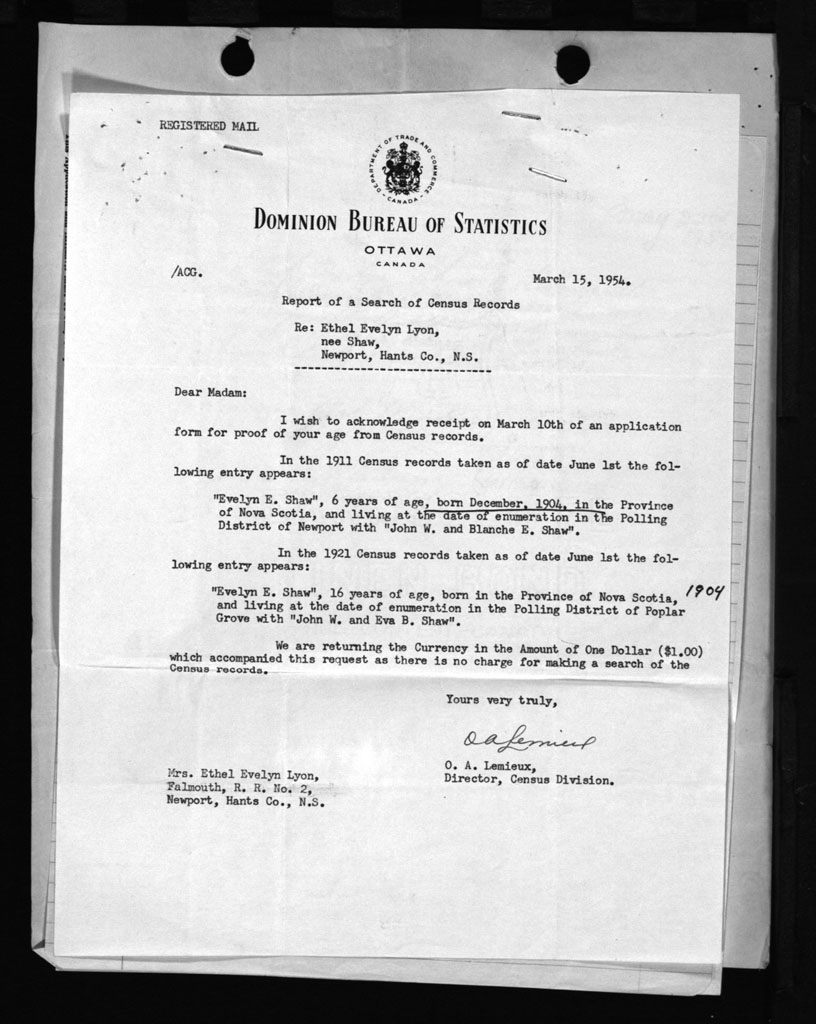 REGISTERED MAIL
DEPARTMENT OF TRADE AND COMMERCE
- CANADA -
DOMINION BUREAU OF STATISTICS
OTTAWA
CANADA
/ACG.
March 15, 1954.
Report of a Search of Census Records
Re: Ethel Evelyn Lyon,
nee Shaw,
Newport, Hants Co., N.S.
------------------------------
Dear Madam:
I wish to acknowledge receipt on March 10th of an application
form for proof of your age from Census records.
In the 1911 Census records taken as of date June 1st the fol-
lowing entry appears:
"Evelyn E. Shaw", 6 years of age, born December, 1904, in the Province
of Nova Scotia, and living at the date of enumeration in the Polling
District of Newport with "John W. and Blanche E. Shaw".
In the 1921 Census records taken as of date June 1st the fol-
lowing entry appears:
"Evelyn E. Shaw", 16 years of age, born in the Province of Nova Scotia, 1904
and living at the date of enumeration in the Polling District of Poplar
Grove with "John W. and Eva B. Shaw".
We are returning the Currency in the Amount of One Dollar ($1.00)
which accompanied this request as there is no charge for making a search of the
Census records.
Yours very truly,
O A Lemieux
O. A. Lemieux,
Director, Census Division.
Mrs. Ethel Evelyn Lyon,
Falmouth, R. R. No. 2,
Newport, Hants Co., N.S.